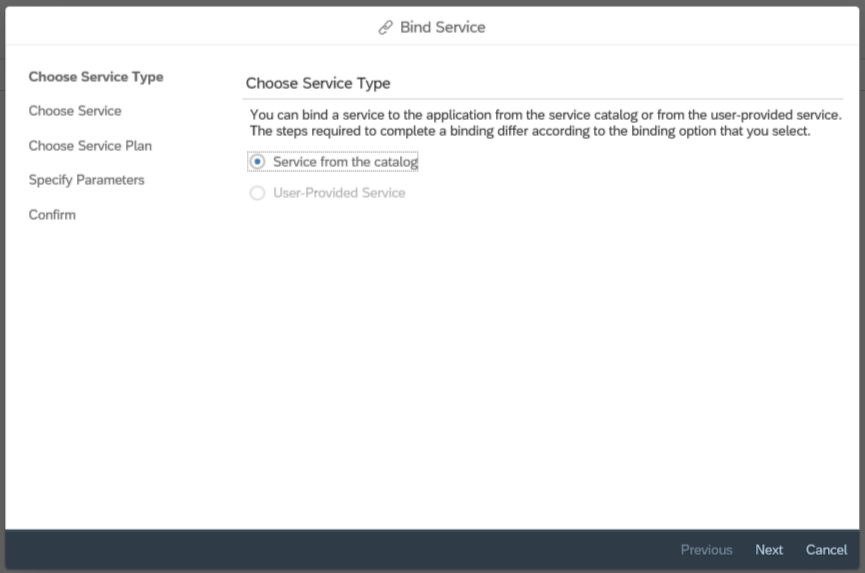 Bind Service
Choose Service Type
Choose Service
Choose Service Plan
Specify Parameters
Confirm
Choose Service Type
You can bind a service to the application from the service catalog or from the user-provided service.
The steps required to complete a binding differ according to the binding option that you select.
Service from the catalog
User-Provided Service
Previous Next Cancel